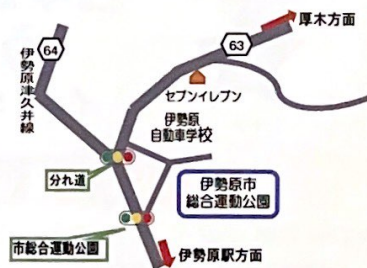 厚木方面
64
63
伊勢原津久井線
セブンイレブン
伊勢原
自動車学校
分れ道
伊勢原市
総合運動公園
市総合運動公園
伊勢原駅方面